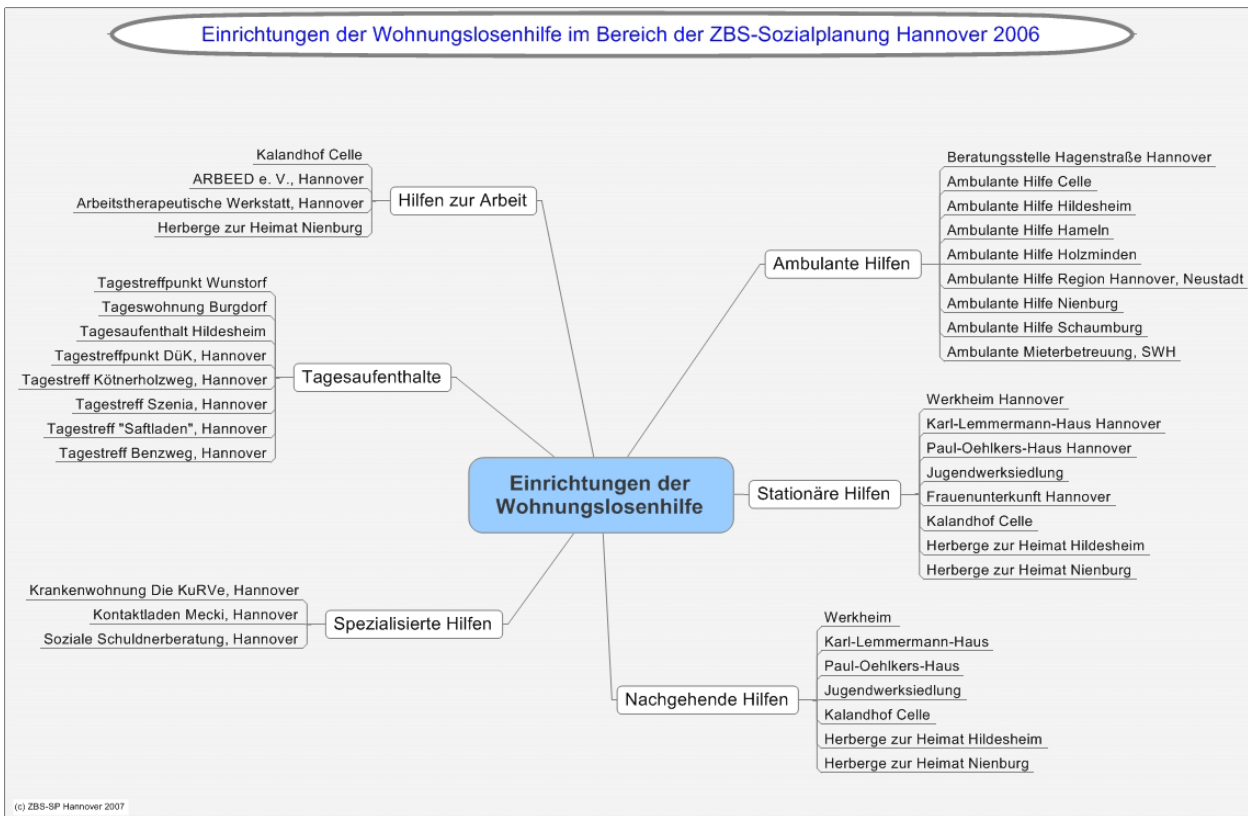 Einrichtungen der Wohnungslosenhilfe im Bereich der ZBS-Sozialplanung Hannover 2006
Kalandhof Celle
ARBEED e. V., Hannover
Arbeitstherapeutische Werkstatt, Hannover
Herberge zur Heimat Nienburg
Hilfen zur Arbeit
Tagestreffpunkt Wunstorf
Tageswohnung Burgdorf
Tagesaufenthalt Hildesheim
Tagestreffpunkt DüK, Hannover
Tagestreff Kötnerholzweg, Hannover
Tagestreff Szenia, Hannover
Tagestreff "Saftladen", Hannover
Tagestreff Benzweg, Hannover
Tagesaufenthalte
Krankenwohnung Die KuRVe, Hannover
Kontaktladen Mecki, Hannover
Soziale Schuldnerberatung, Hannover
Spezialisierte Hilfen
Einrichtungen der
Wohnungslosenhilfe
Ambulante Hilfen
Beratungsstelle Hagenstraße Hannover
Ambulante Hilfe Celle
Ambulante Hilfe Hildesheim
Ambulante Hilfe Hameln
Ambulante Hilfe Holzminden
Ambulante Hilfe Region Hannover, Neustadt
Ambulante Hilfe Nienburg
Ambulante Hilfe Schaumburg
Ambulante Mieterbetreuung, SWH
Stationäre Hilfen
Werkheim Hannover
Karl-Lemmermann-Haus Hannover
Paul-Oehlkers-Haus Hannover
Jugendwerksiedlung
Frauenunterkunft Hannover
Kalandhof Celle
Herberge zur Heimat Hildesheim
Herberge zur Heimat Nienburg
Nachgehende Hilfen
Werkheim
Karl-Lemmermann-Haus
Paul-Oehlkers-Haus
Jugendwerksiedlung
Kalandhof Celle
Herberge zur Heimat Hildesheim
Herberge zur Heimat Nienburg
(c) ZBS-SP Hannover 2007